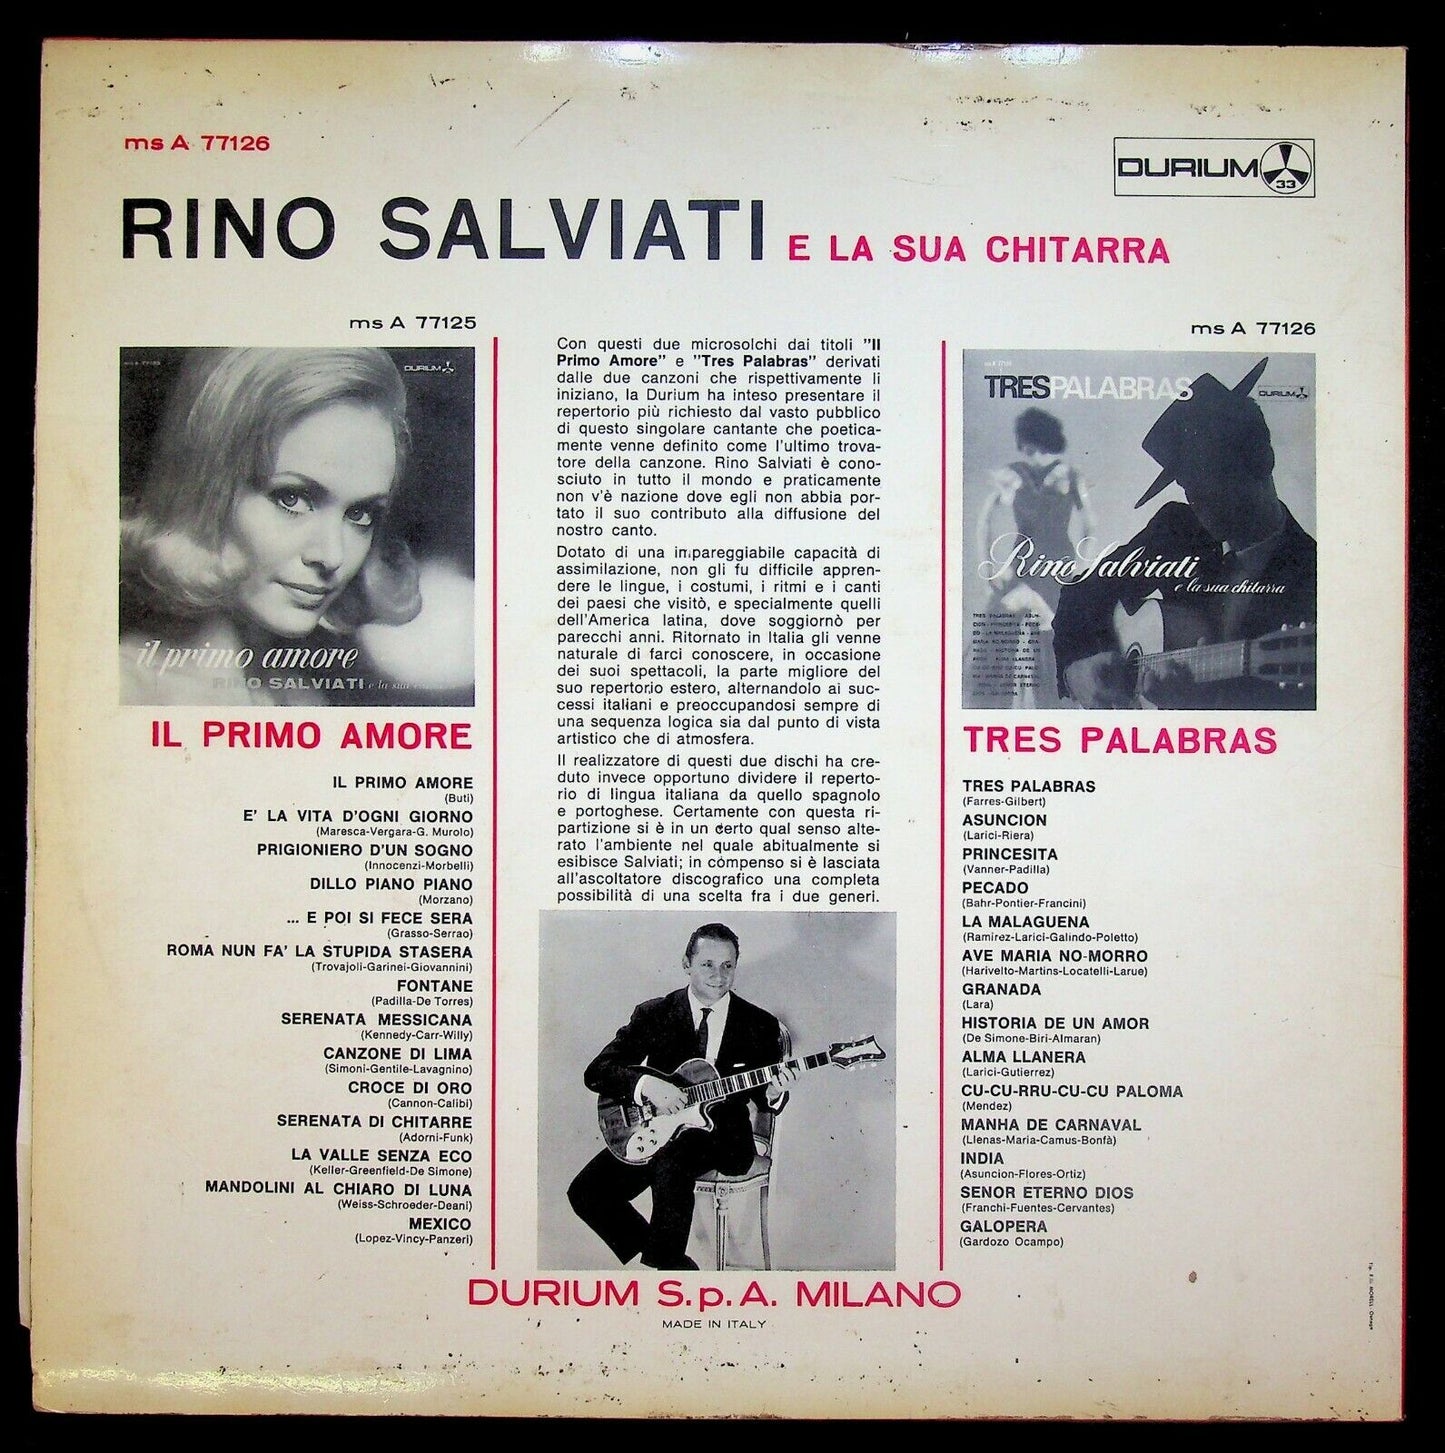 ms A 77126
DURIUM
33
RINO SALVIATI E LA SUA CHITARRA
ms A 77125
DURIUM
il primo amore
RINO SALVIATI e la sua
IL PRIMO AMORE
IL PRIMO AMORE
(Buti)
E' LA VITA D'OGNI GIORNO
(Maresca-Vergara-G. Murolo)
PRIGIONIERO D'UN SOGNO
(Innocenzi-Morbelli)
DILLO PIANO PIANO
(Morzano)
... E POI SI FECE SERA
(Grasso-Serrao)
ROMA NUN FA' LA STUPIDA STASERA
(Trovajoli-Garinei-Giovannini)
FONTANE
(Padilla-De Torres)
SERENATA MESSICANA
(Kennedy-Carr-Willy)
CANZONE DI LIMA
(Simoni-Gentile-Lavagnino)
CROCE DI ORO
(Cannon-Calibi)
SERENATA DI CHITARRE
(Adorni-Funk)
LA VALLE SENZA ECO
(Keller-Greenfield-De Simone)
MANDOLINI AL CHIARO DI LUNA
(Weiss-Schroeder-Deani)
MEXICO
(Lopez-Vincy-Panzeri)
Con questi due microsolchi dai titoli "Il
Primo Amore" e "Tres Palabras" derivati
dalle due canzoni che rispettivamente li
iniziano, la Durium ha inteso presentare il
repertorio più richiesto dal vasto pubblico
di questo singolare cantante che poetica-
mente venne definito come l'ultimo trova-
tore della canzone. Rino Salviati è cono-
sciuto in tutto il mondo e praticamente
non v'è nazione dove egli non abbia por-
tato il suo contributo alla diffusione del
nostro canto.
Dotato di una impareggiabile capacità di
assimilazione, non gli fu difficile appren-
dere le lingue, i costumi, i ritmi e i canti
dei paesi che visitò, e specialmente quelli
dell'America latina, dove soggiornò per
parecchi anni. Ritornato in Italia gli venne
naturale di farci conoscere, in occasione
dei suoi spettacoli, la parte migliore del
suo repertorio estero, alternandolo ai suc-
cessi italiani e preoccupandosi sempre di
una sequenza logica sia dal punto di vista
artistico che di atmosfera.
Il realizzatore di questi due dischi ha cre-
duto invece opportuno dividere il reperto-
rio di lingua italiana da quello spagnolo
e portoghese. Certamente con questa ri-
partizione si è in un certo qual senso alte-
rato l'ambiente nel quale abitualmente si
esibisce Salviati; in compenso si è lasciata
all'ascoltatore discografico una completa
possibilità di una scelta fra i due generi.
ms A 77126
TRES PALABRAS
DURIUM
Rino Salviati
e la sua chitarra
TRES PALABRAS
TRES PALABRAS
(Farres-Gilbert)
ASUNCION
(Larici-Riera)
PRINCESITA
(Vanner-Padilla)
PECADO
(Bahr-Pontier-Francini)
LA MALAGUENA
(Ramirez-Larici-Galindo-Poletto)
AVE MARIA NO-MORRO
(Harivelto-Martins-Locatelli-Larue)
GRANADA
(Lara)
HISTORIA DE UN AMOR
(De Simone-Biri-Almaran)
ALMA LLANERA
(Larici-Gutierrez)
CU-CU-RRU-CU-CU PALOMA
(Mendez)
MANHA DE CARNAVAL
(Llenas-Maria-Camus-Bonfà)
INDIA
(Asuncion-Flores-Ortiz)
SENOR ETERNO DIOS
(Franchi-Fuentes-Cervantes)
GALOPERA
(Gardozo Ocampo)
DURIUM S.p.A. MILANO
MADE IN ITALY